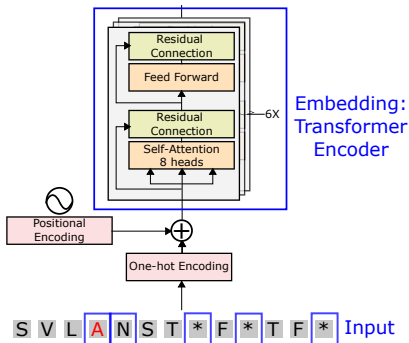 Residual
Connection
Feed Forward
Residual
Connection
Self-Attention
8 heads
6X
Embedding:
Transformer
Encoder
Positional
Encoding
One-hot Encoding
S V L A N S T * F * T F * Input